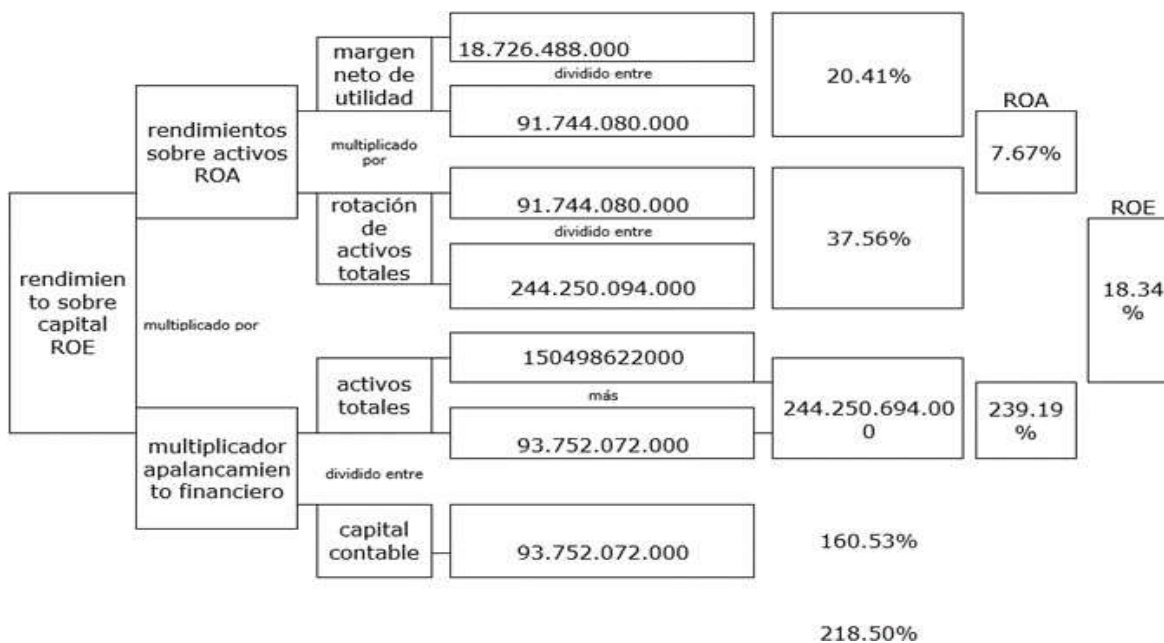 margen
neto de
utilidad
18.726.488.000
dividido entre
91.744.080.000
20.41%
rendimientos
sobre activos
ROA
multiplicado
por
ROA
7.67%
rotación
de
activos
totales
91.744.080.000
dividido entre
244.250.094.000
37.56%
ROE
18.34
%
rendimien
to sobre
capital
ROE
multiplicado por
activos
totales
150498622000
más
93.752.072.000
244.250.694.00
0
239.19
%
multiplicador
apalancamien
to financiero
dividido entre
capital
contable
93.752.072.000
160.53%
218.50%